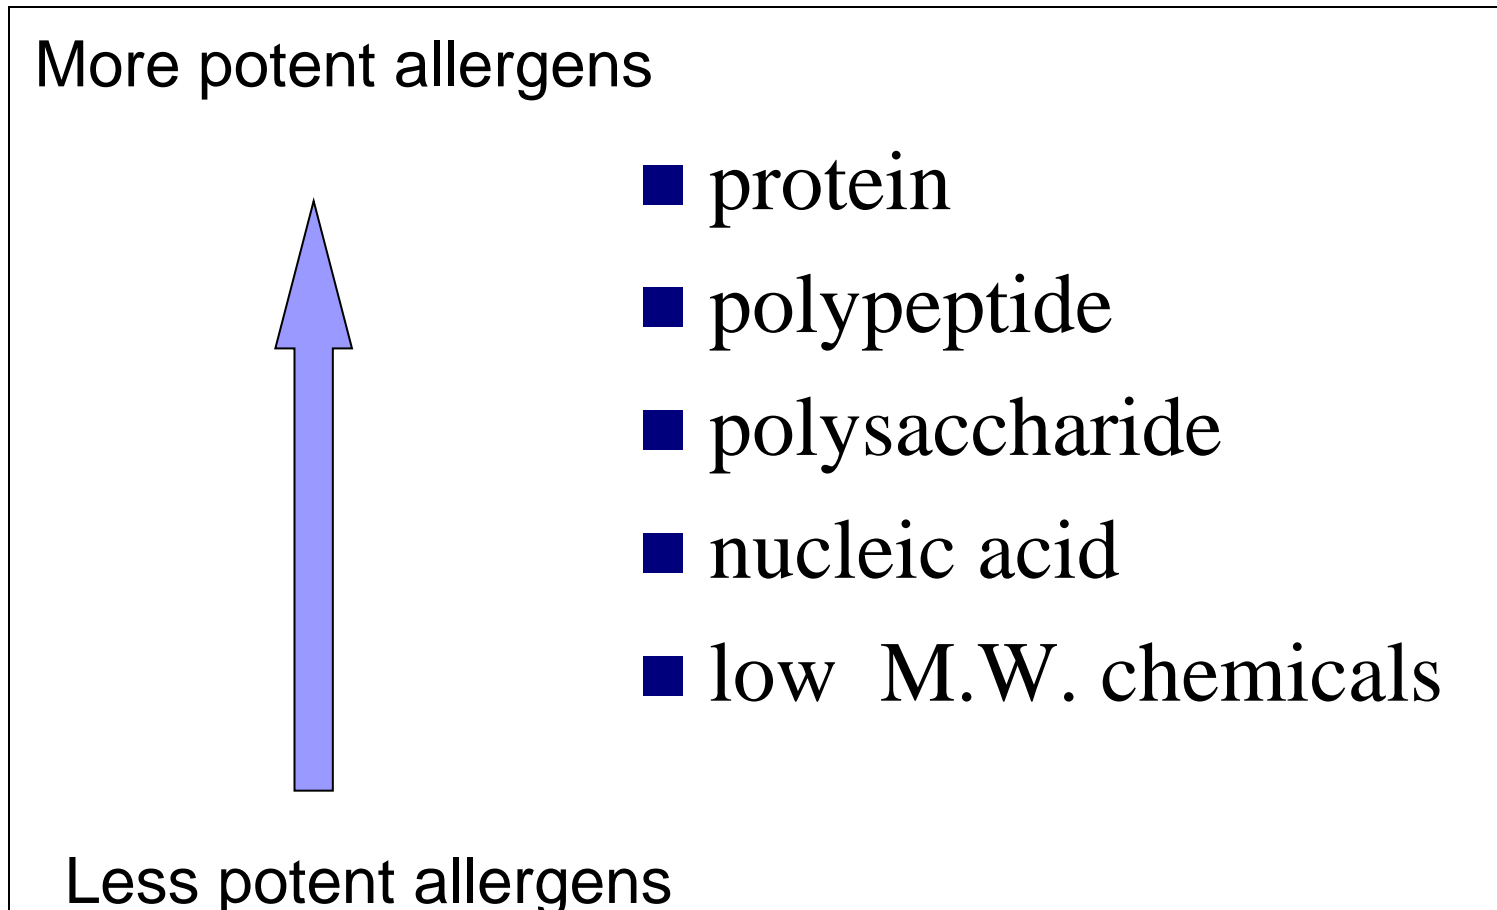 More potent allergens
protein
polypeptide
polysaccharide
nucleic acid
low M.W. chemicals
Less potent allergens